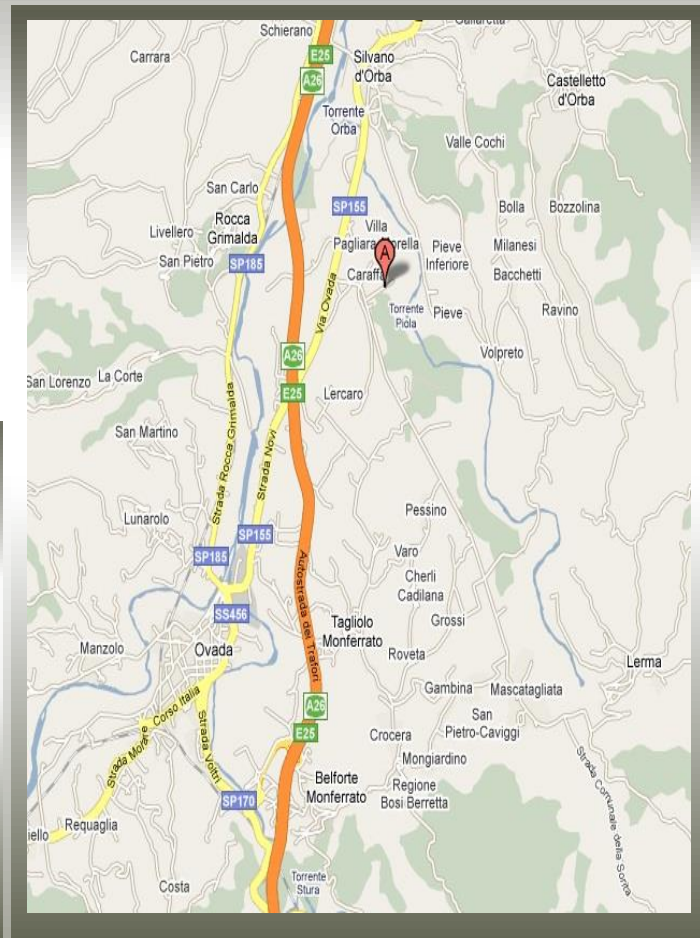 Schierano
Carrara
E25
A26
Silvano
d'Orba
Castelletto
d'Orba
Torrente
Orba
Valle Cochi
San Carlo
Rocca
Grimalda
Livellero
San Pietro
SP185
SP155
Villa
Pagliara
Caraffa
A
Pieve
Inferiore
Bolla
Bozzolina
Milanesi
Bacchetti
Via Ovada
Torrente
Piola
Pieve
Ravino
Volpreto
A26
E25
San Lorenzo
La Corte
Lercaro
San Martino
Strada Rocca Grimalda
Strada Novi
Lunarolo
SP155
SP185
Pessino
Varo
Cherli
Cadilana
Grossi
SS456
Autostrada dei Trafori
Tagliolo
Monferrato
Manzolo
Ovada
Roveta
Lerma
Gambina
Mascatagliata
Corso Italia
Strada Voltri
A26
E25
San
Pietro-Caviggi
Crocera
Mongiardino
Strada Comunale della
SP170
Belforte
Monferrato
Regione
Bosi Berretta
Requaglia
iello
Costa
Torrente
Stura